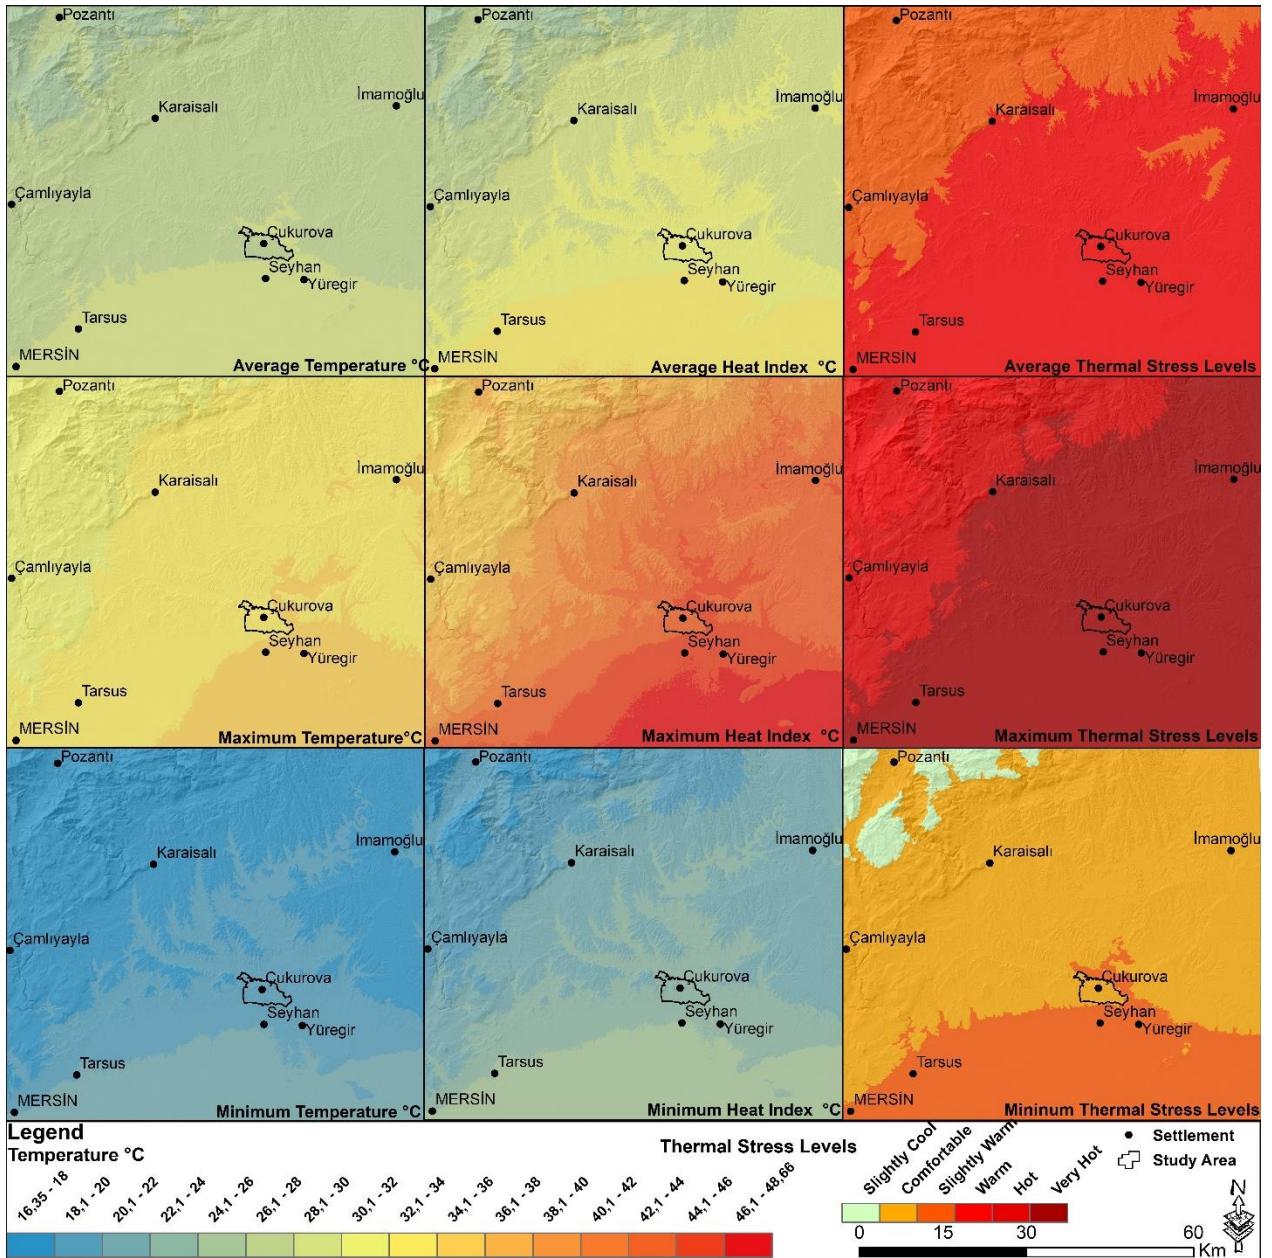 Pozantı
Karaisalı
İmamoğlu
Çamlıyayla
Çukurova
Seyhan
Yüregir
Tarsus
MERSİN
Average Temperature °C
Pozantı
Karaisalı
İmamoğlu
Çamlıyayla
Çukurova
Seyhan
Yüregir
Tarsus
MERSİN
Average Heat Index °C
Pozantı
Karaisalı
İmamoğlu
Çamlıyayla
Çukurova
Seyhan
Yüregir
Tarsus
MERSİN
Average Thermal Stress Levels
Pozantı
Karaisalı
İmamoğlu
Çamlıyayla
Çukurova
Seyhan
Yüregir
Tarsus
MERSİN
Maximum Temperature°C
Pozantı
Karaisalı
İmamoğlu
Çamlıyayla
Çukurova
Seyhan
Yüregir
Tarsus
MERSİN
Maximum Heat Index °C
Pozantı
Karaisalı
İmamoğlu
Çamlıyayla
Çukurova
Seyhan
Yüregir
Tarsus
MERSİN
Maximum Thermal Stress Levels
Pozantı
Karaisalı
İmamoğlu
Çamlıyayla
Çukurova
Seyhan
Yüregir
Tarsus
MERSİN
Minimum Temperature °C
Pozantı
Karaisalı
İmamoğlu
Çamlıyayla
Çukurova
Seyhan
Yüregir
Tarsus
MERSİN
Minimum Heat Index °C
Pozantı
Karaisalı
İmamoğlu
Çamlıyayla
Çukurova
Seyhan
Yüregir
Tarsus
MERSİN
Mininum Thermal Stress Levels
Legend
Temperature °C
16,35 - 18
18,1 - 20
20,1 - 22
22,1 - 24
24,1 - 26
26,1 - 28
28,1 - 30
30,1 - 32
32,1 - 34
34,1 - 36
36,1 - 38
38,1 - 40
40,1 - 42
42,1 - 44
44,1 - 46
46,1 - 48,66
Thermal Stress Levels
Slightly Cool
Comfortable
Slightly Warm
Warm
Hot
Very Hot
Settlement
Study Area
N
0 15 30 60
Km